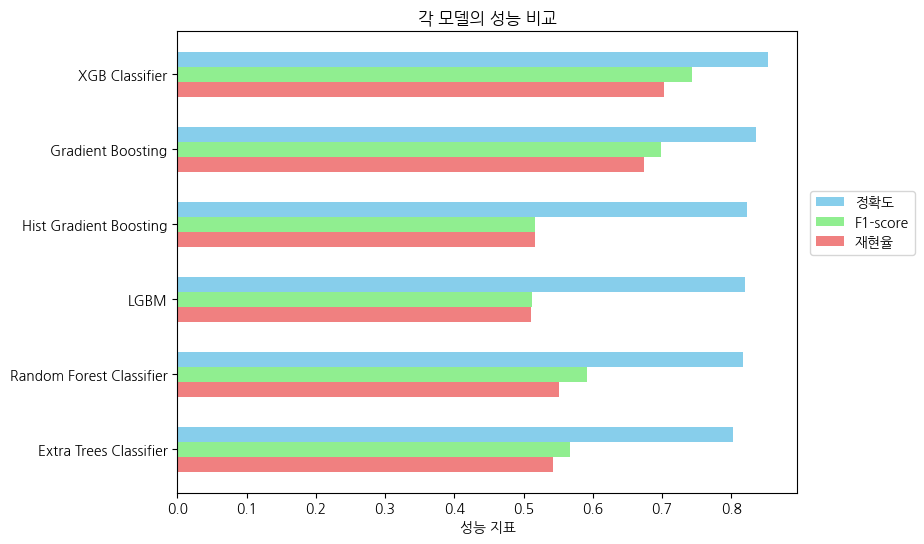 각 모델의 성능 비교
XGB Classifier
Gradient Boosting
Hist Gradient Boosting
LGBM
Random Forest Classifier
Extra Trees Classifier
0.0 0.1 0.2 0.3 0.4 0.5 0.6 0.7 0.8
성능 지표
정확도
F1-score
재현율